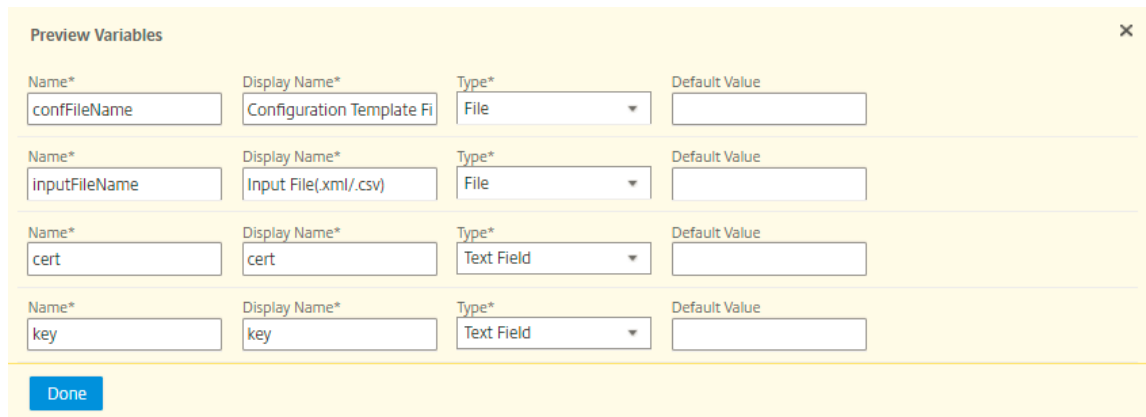 Preview Variables
Name* Display Name* Type* Default Value
confFileName Configuration Template Fi File
Name* Display Name* Type* Default Value
inputFileName Input File(.xml/.csv) File
Name* Display Name* Type* Default Value
cert cert Text Field
Name* Display Name* Type* Default Value
key key Text Field
Done